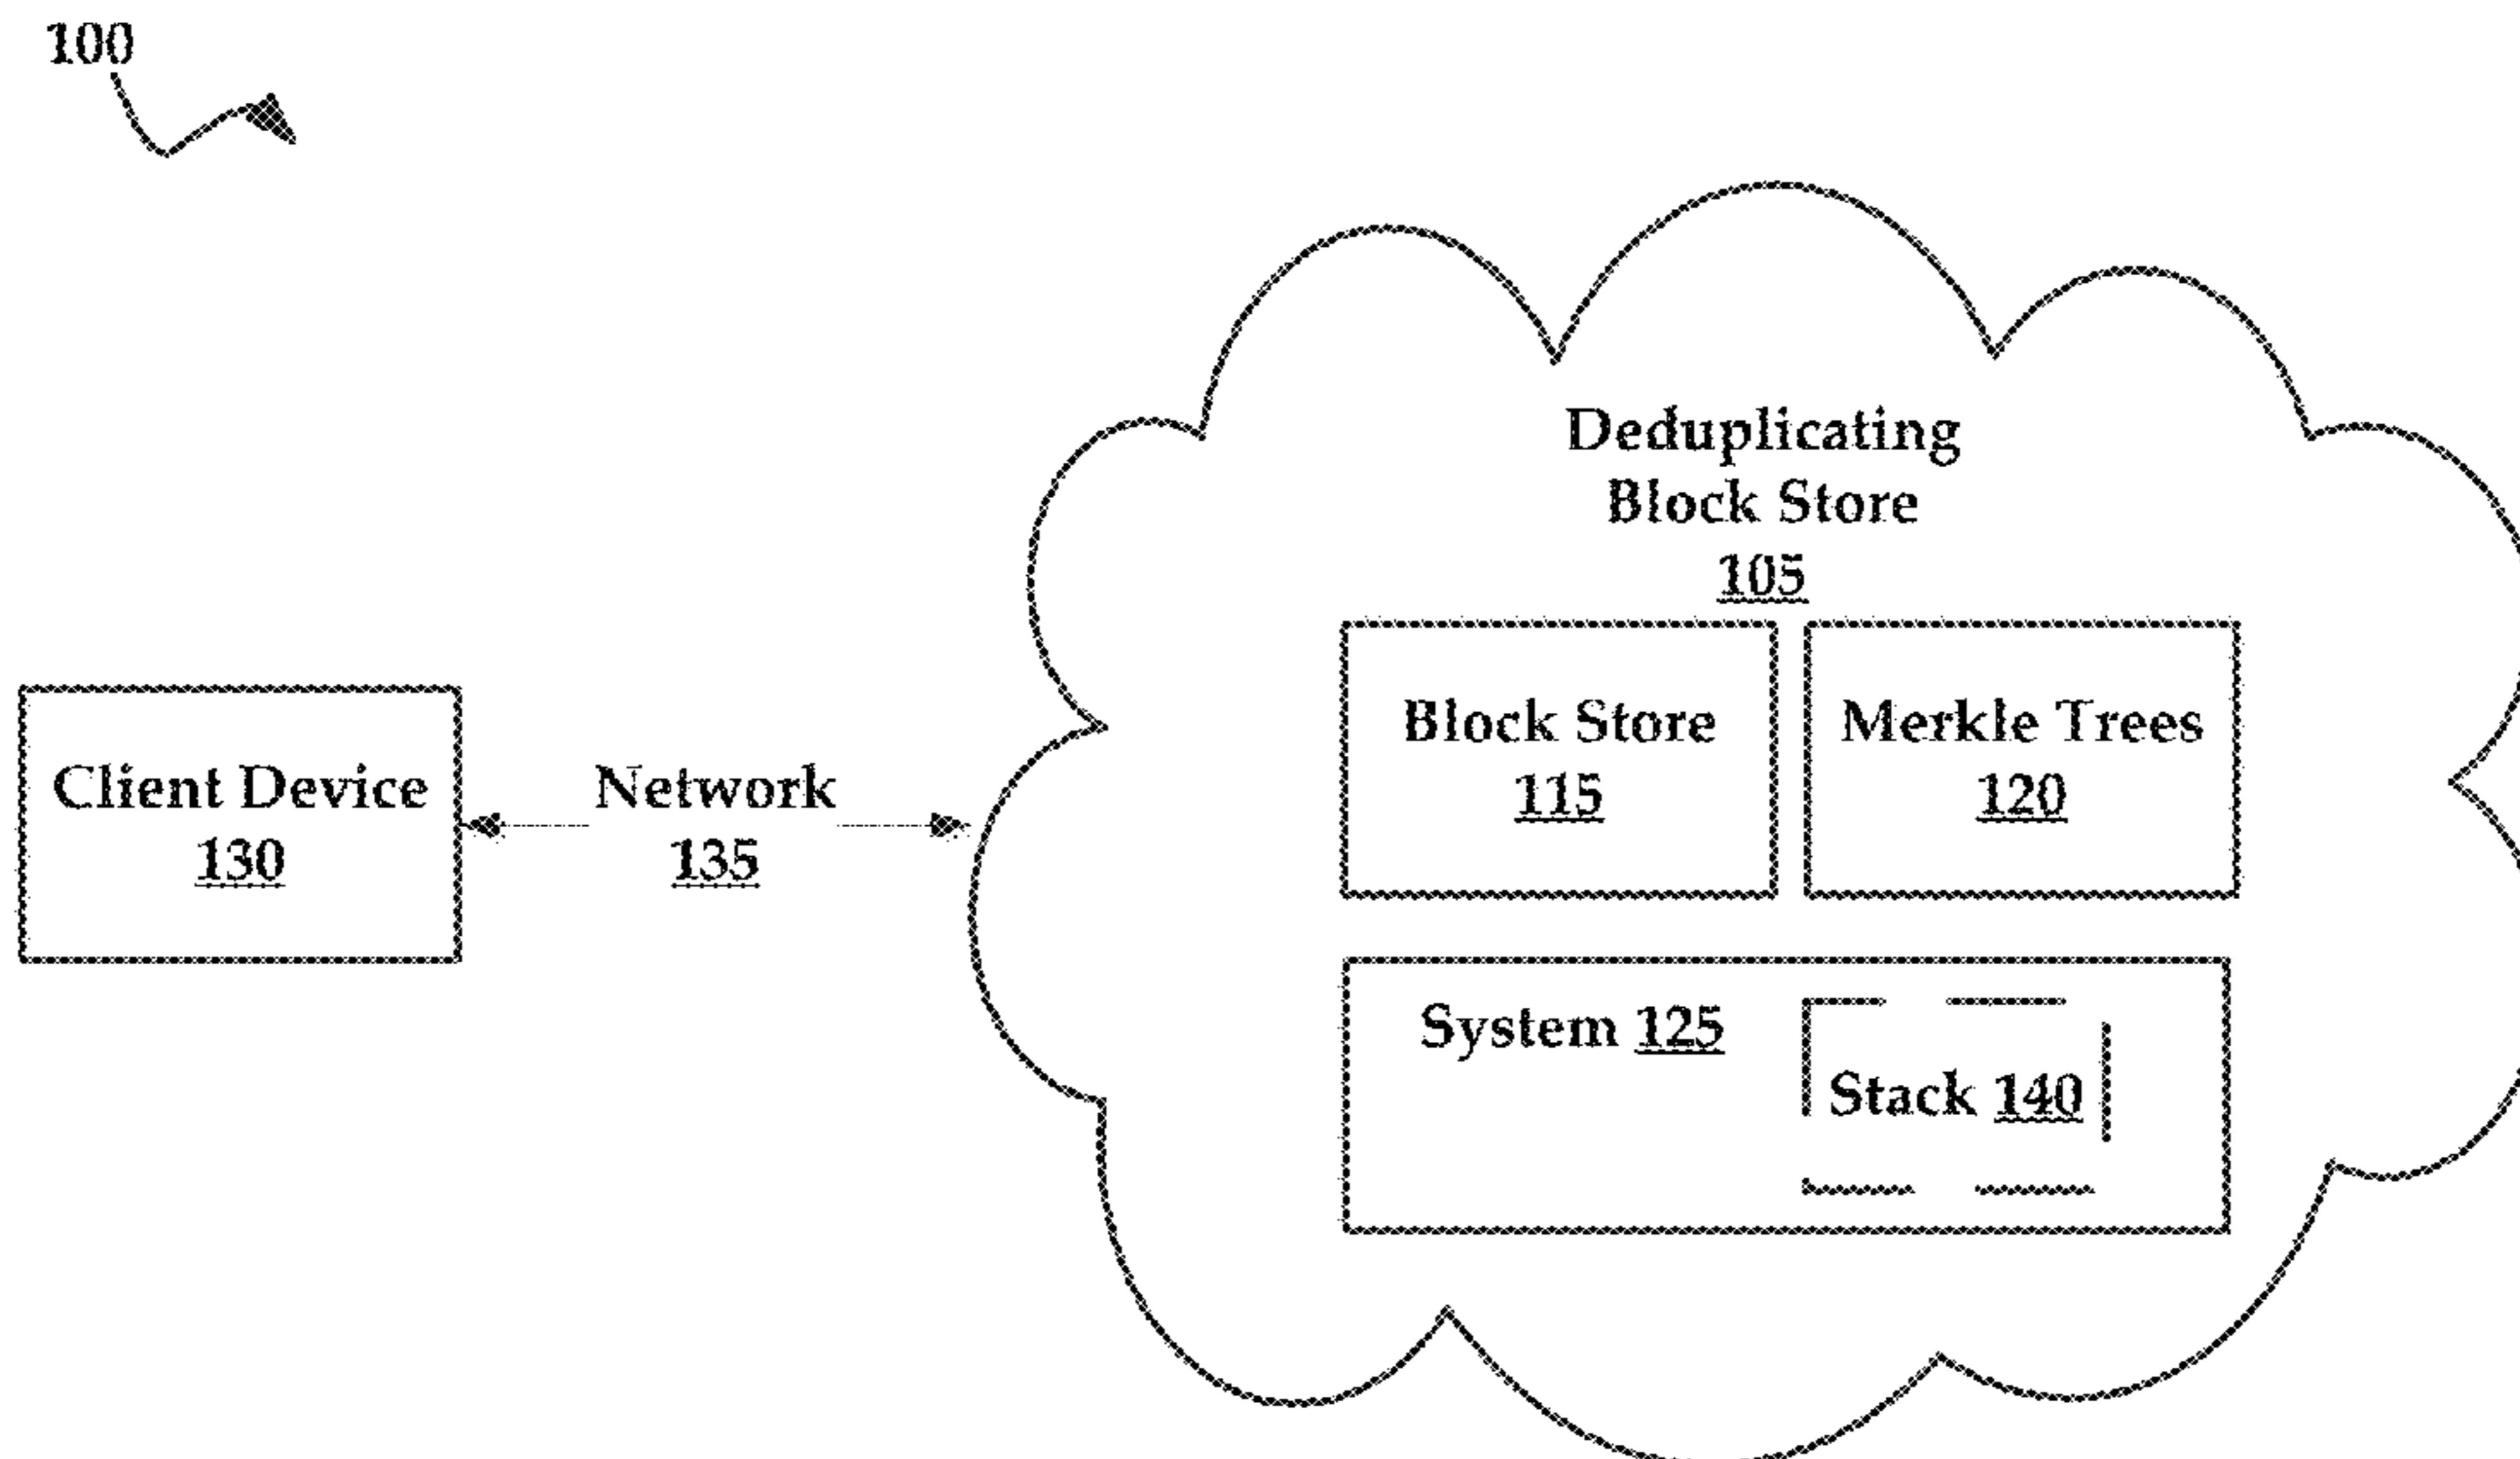 100
Deduplicating
Block Store
105
Block Store
115
Merkle Trees
120
Client Device
130
Network
135
System 125
Stack 140